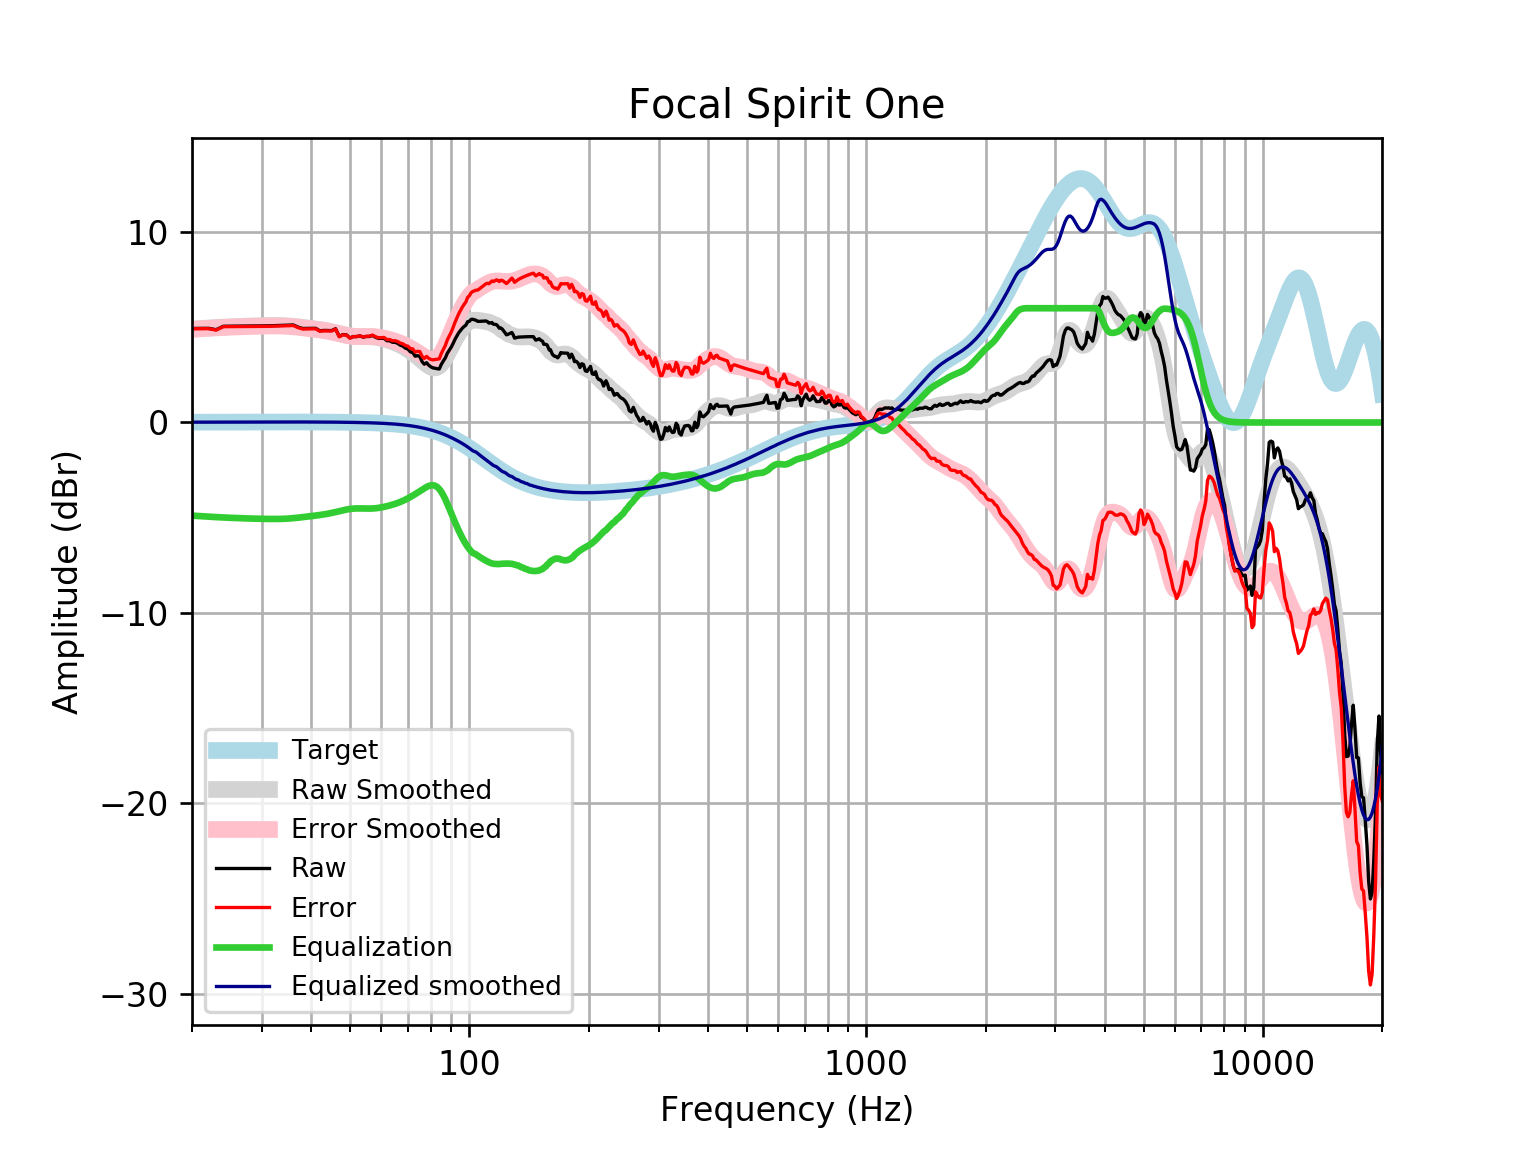 Focal Spirit One
Amplitude (dBr)
10
0
−10
−20
−30
Target
Raw Smoothed
Error Smoothed
Raw
Error
Equalization
Equalized smoothed
100
1000
10000
Frequency (Hz)